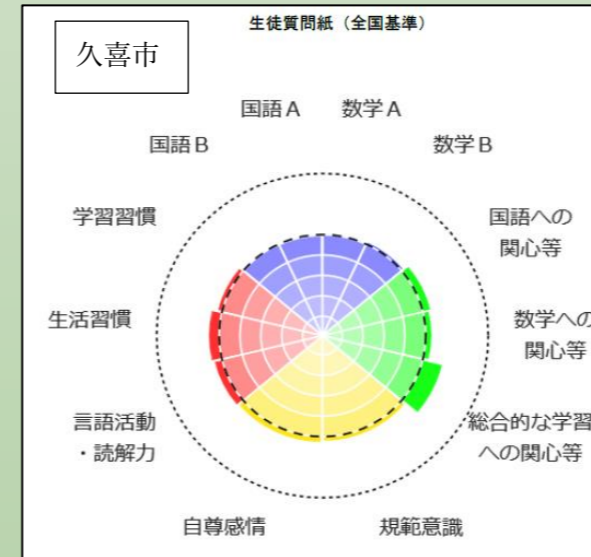 生徒質問紙（全国基準）
久喜市
国語A 数学A
国語B 数学B
学習習慣
国語への
関心等
生活習慣
数学への
関心等
言語活動
・読解力
総合的な学習
への関心等
自尊感情 規範意識